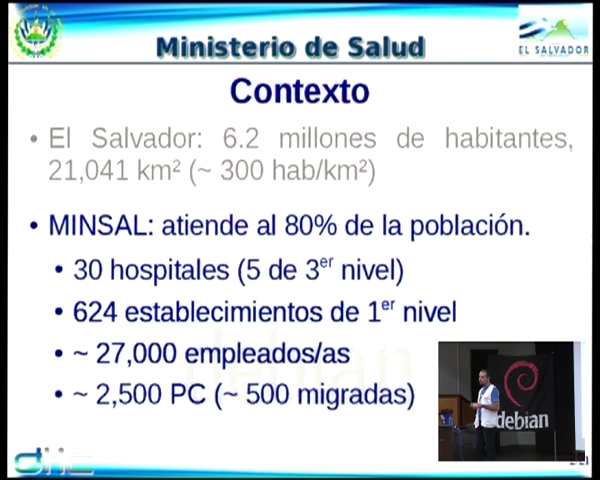 Ministerio de Salud
EL SALVADOR
Contexto
• El Salvador: 6.2 millones de habitantes,
21,041 km² (~ 300 hab/km²)
• MINSAL: atiende al 80% de la población.
• 30 hospitales (5 de 3er nivel)
• 624 establecimientos de 1er nivel
• ~ 27,000 empleados/as
• ~ 2,500 PC (~ 500 migradas)
debian
debian